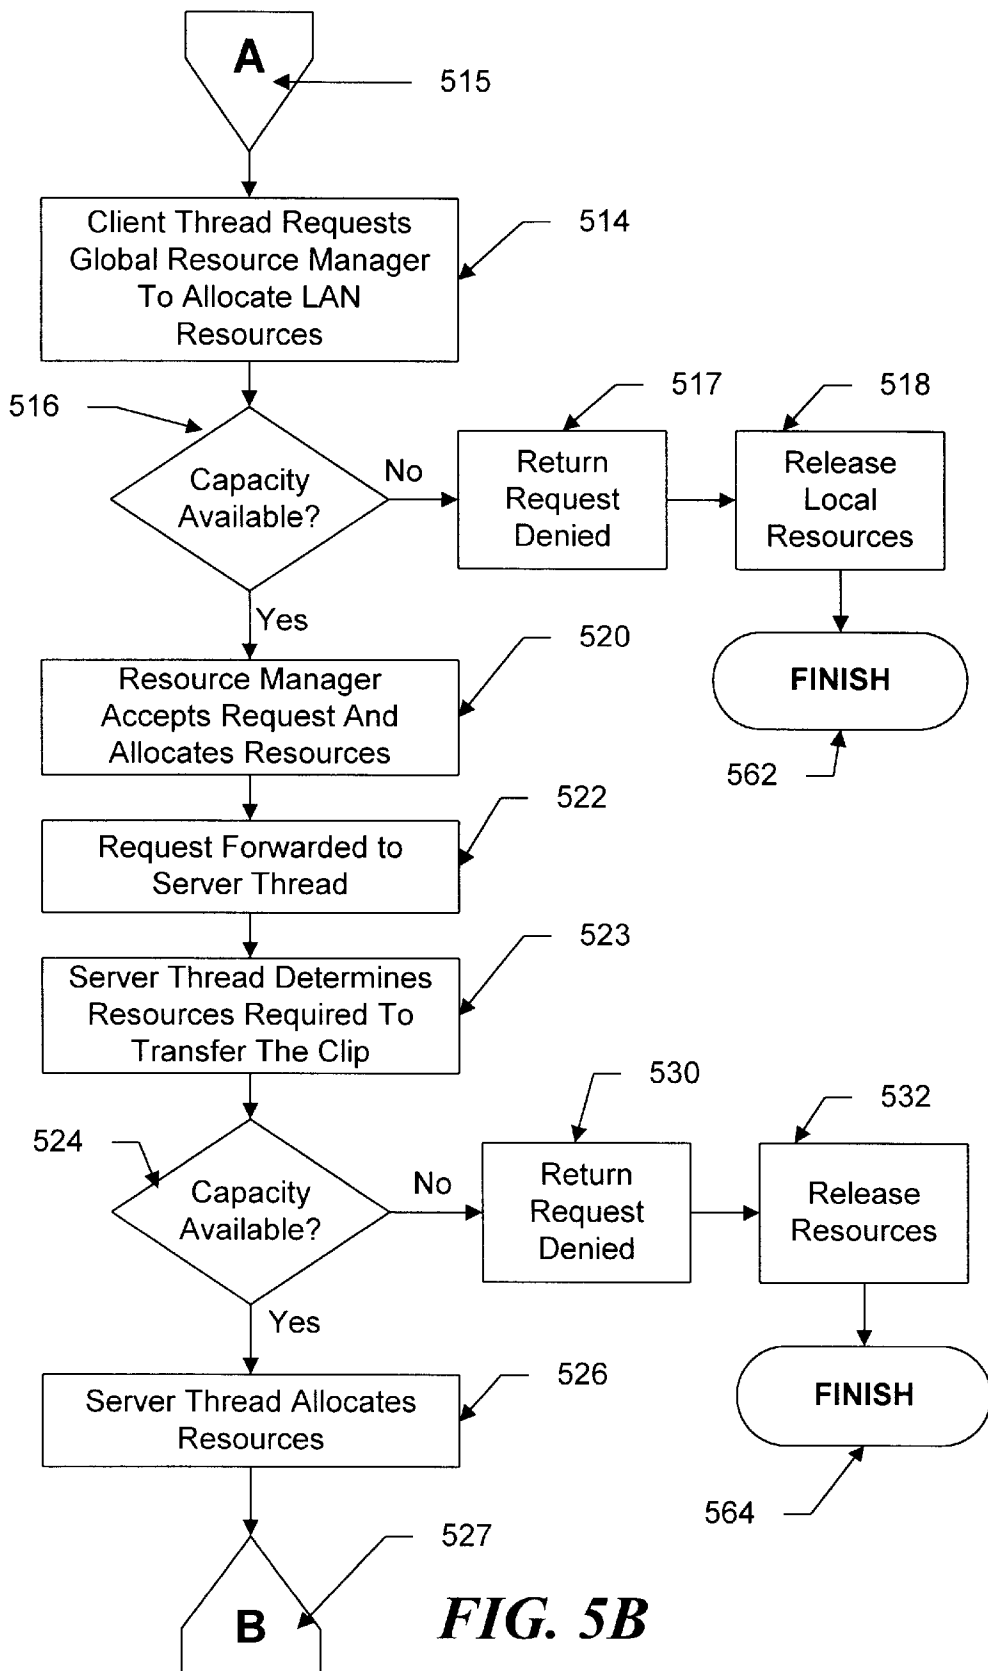 A
515
Client Thread Requests
Global Resource Manager
To Allocate LAN
Resources
514
516
Capacity
Available?
No
517
Return
Request
Denied
518
Release
Local
Resources
Yes
FINISH
562
520
Resource Manager
Accepts Request And
Allocates Resources
522
Request Forwarded to
Server Thread
523
Server Thread Determines
Resources Required To
Transfer The Clip
524
Capacity
Available?
No
530
Return
Request
Denied
532
Release
Resources
Yes
FINISH
564
526
Server Thread Allocates
Resources
527
B
FIG. 5B